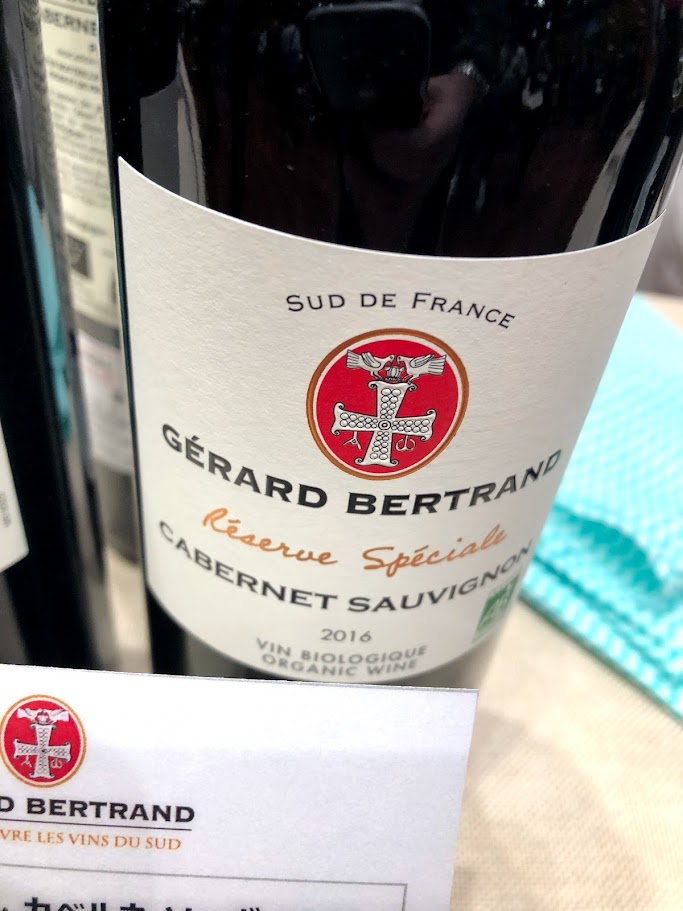 SUD DE FRANCE
GÉRARD BERTRAND
Réserve Spéciale
CABERNET SAUVIGNON
2016
VIN BIOLOGIQUE
ORGANIC WINE
D BERTRAND
VRE LES VINS DU SUD